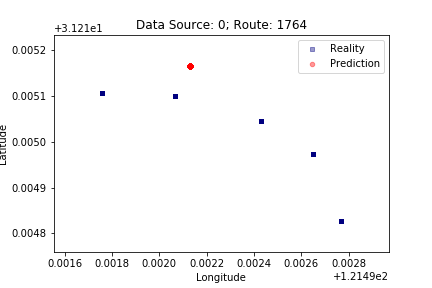 Data Source: 0; Route: 1764
+3.121e1
Reality
Prediction
0.0052
0.0051
0.0050
0.0049
0.0048
Latitude
0.0016 0.0018 0.0020 0.0022 0.0024 0.0026 0.0028
Longitude
+1.2149e2